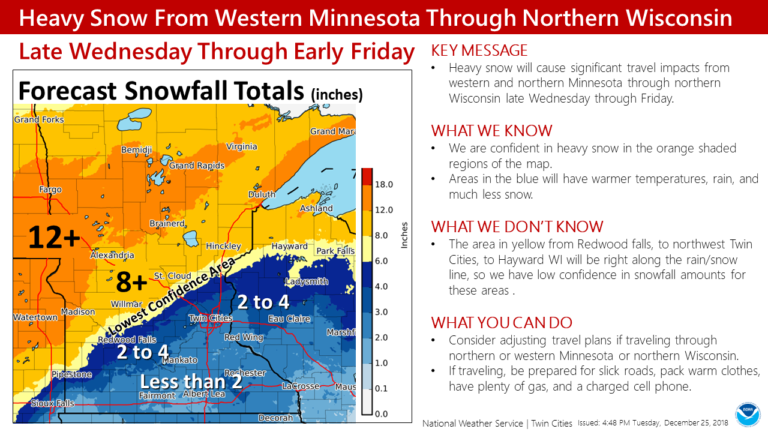 Heavy Snow From Western Minnesota Through Northern Wisconsin
Late Wednesday Through Early Friday
Forecast Snowfall Totals (inches)
Grand Forks
Grand Mar
Bemidji
Virginia
Grand Rapids
Fargo
Duluth
Ashland
Brainerd
12+
Hinckley
Hayward
Park Falls
Alexandria
8+
St. Cloud
Ladysmith
Lowest Confidence Area
Willmar
Madison
Watertown
2 to 4
Twin Cities
Eau Claire
Marshf
Redwood Falls
Red Wing
2 to 4
Mankato
Pipestone
Rochester
Less than 2
LaCrosse
Maus
Fairmont
Albert Lea
Sioux Falls
Decorah
18.0
12.0
8.0
6.0
4.0
3.0
2.0
1.0
0.1
0.0
Inches
KEY MESSAGE
• Heavy snow will cause significant travel impacts from
western and northern Minnesota through northern
Wisconsin late Wednesday through Friday.
WHAT WE KNOW
• We are confident in heavy snow in the orange shaded
regions of the map.
• Areas in the blue will have warmer temperatures, rain, and
much less snow.
WHAT WE DON'T KNOW
• The area in yellow from Redwood falls, to northwest Twin
Cities, to Hayward WI will be right along the rain/snow
line, so we have low confidence in snowfall amounts for
these areas .
WHAT YOU CAN DO
• Consider adjusting travel plans if traveling through
northern or western Minnesota or northern Wisconsin.
• If traveling, be prepared for slick roads, pack warm clothes,
have plenty of gas, and a charged cell phone.
National Weather Service | Twin Cities Issued: 4:48 PM Tuesday, December 25, 2018